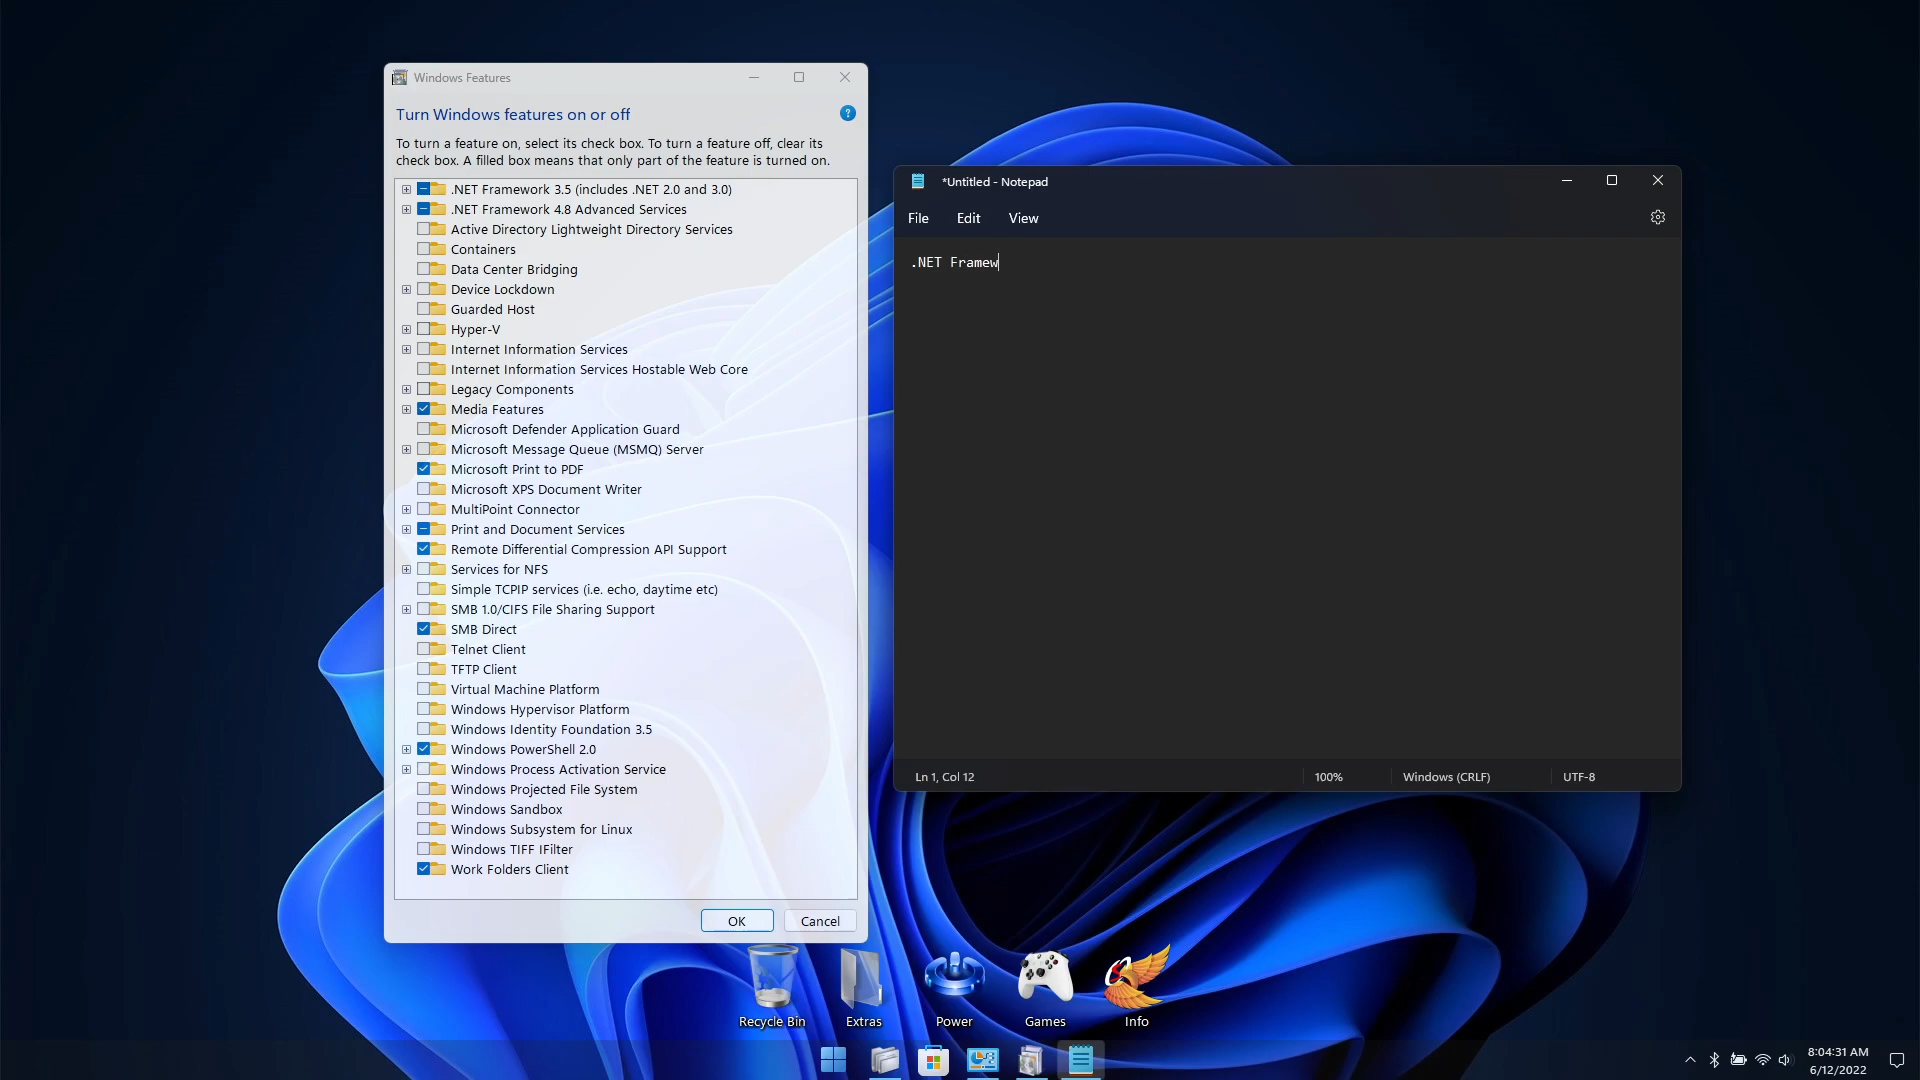 Windows Features
Turn Windows features on or off
?
To turn a feature on, select its check box. To turn a feature off, clear its
check box. A filled box means that only part of the feature is turned on.
.NET Framework 3.5 (includes .NET 2.0 and 3.0)
.NET Framework 4.8 Advanced Services
Active Directory Lightweight Directory Services
Containers
Data Center Bridging
Device Lockdown
Guarded Host
Hyper-V
Internet Information Services
Internet Information Services Hostable Web Core
Legacy Components
Media Features
Microsoft Defender Application Guard
Microsoft Message Queue (MSMQ) Server
Microsoft Print to PDF
Microsoft XPS Document Writer
MultiPoint Connector
Print and Document Services
Remote Differential Compression API Support
Services for NFS
Simple TCPIP services (i.e. echo, daytime etc)
SMB 1.0/CIFS File Sharing Support
SMB Direct
Telnet Client
TFTP Client
Virtual Machine Platform
Windows Hypervisor Platform
Windows Identity Foundation 3.5
Windows PowerShell 2.0
Windows Process Activation Service
Windows Projected File System
Windows Sandbox
Windows Subsystem for Linux
Windows TIFF IFilter
Work Folders Client
OK
Cancel
*Untitled - Notepad
File Edit View
.NET Framew
Ln 1, Col 12
100%
Windows (CRLF)
UTF-8
Recycle Bin
Extras
Power
Games
Info
8:04:31 AM
6/12/2022